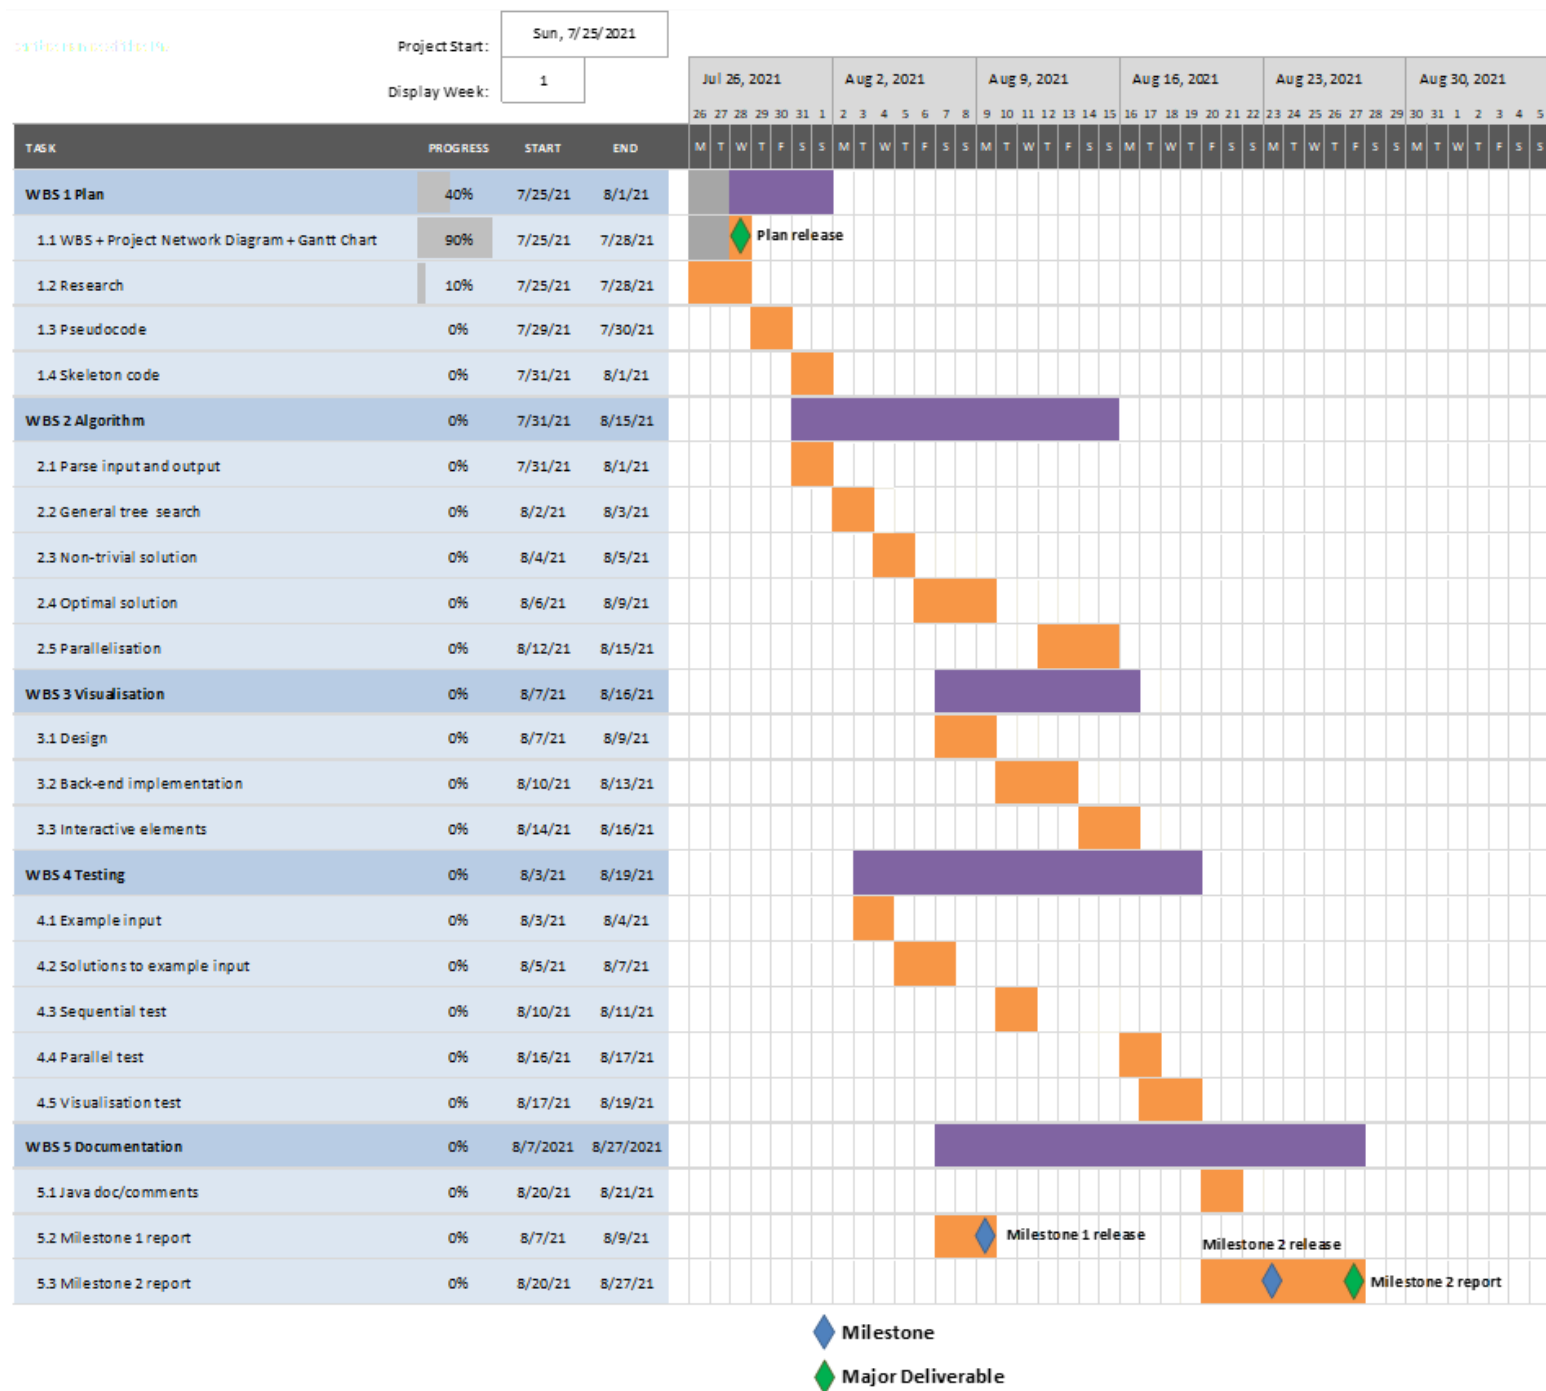 Project Start: Sun, 7/25/2021
Display Week: 1
Jul 26, 2021 Aug 2, 2021 Aug 9, 2021 Aug 16, 2021 Aug 23, 2021 Aug 30, 2021
26 27 28 29 30 31 1 2 3 4 5 6 7 8 9 10 11 12 13 14 15 16 17 18 19 20 21 22 23 24 25 26 27 28 29 30 31 1 2 3 4 5
TASK PROGRESS START END M T W T F S S M T W T F S S M T W T F S S M T W T F S S M T W T F S S M T W T F S S
WBS 1 Plan 40% 7/25/21 8/1/21
1.1 WBS + Project Network Diagram + Gantt Chart 90% 7/25/21 7/28/21 Plan release
1.2 Research 10% 7/25/21 7/28/21
1.3 Pseudocode 0% 7/29/21 7/30/21
1.4 Skeleton code 0% 7/31/21 8/1/21
WBS 2 Algorithm 0% 7/31/21 8/15/21
2.1 Parse input and output 0% 7/31/21 8/1/21
2.2 General tree search 0% 8/2/21 8/3/21
2.3 Non-trivial solution 0% 8/4/21 8/5/21
2.4 Optimal solution 0% 8/6/21 8/9/21
2.5 Parallelisation 0% 8/12/21 8/15/21
WBS 3 Visualisation 0% 8/7/21 8/16/21
3.1 Design 0% 8/7/21 8/9/21
3.2 Back-end implementation 0% 8/10/21 8/13/21
3.3 Interactive elements 0% 8/14/21 8/16/21
WBS 4 Testing 0% 8/3/21 8/19/21
4.1 Example input 0% 8/3/21 8/4/21
4.2 Solutions to example input 0% 8/5/21 8/7/21
4.3 Sequential test 0% 8/10/21 8/11/21
4.4 Parallel test 0% 8/16/21 8/17/21
4.5 Visualisation test 0% 8/17/21 8/19/21
WBS 5 Documentation 0% 8/7/2021 8/27/2021
5.1 Java doc/comments 0% 8/20/21 8/21/21
5.2 Milestone 1 report 0% 8/7/21 8/9/21 Milestone 1 release
Milestone 2 release
5.3 Milestone 2 report 0% 8/20/21 8/27/21 Milestone 2 report
Milestone
Major Deliverable